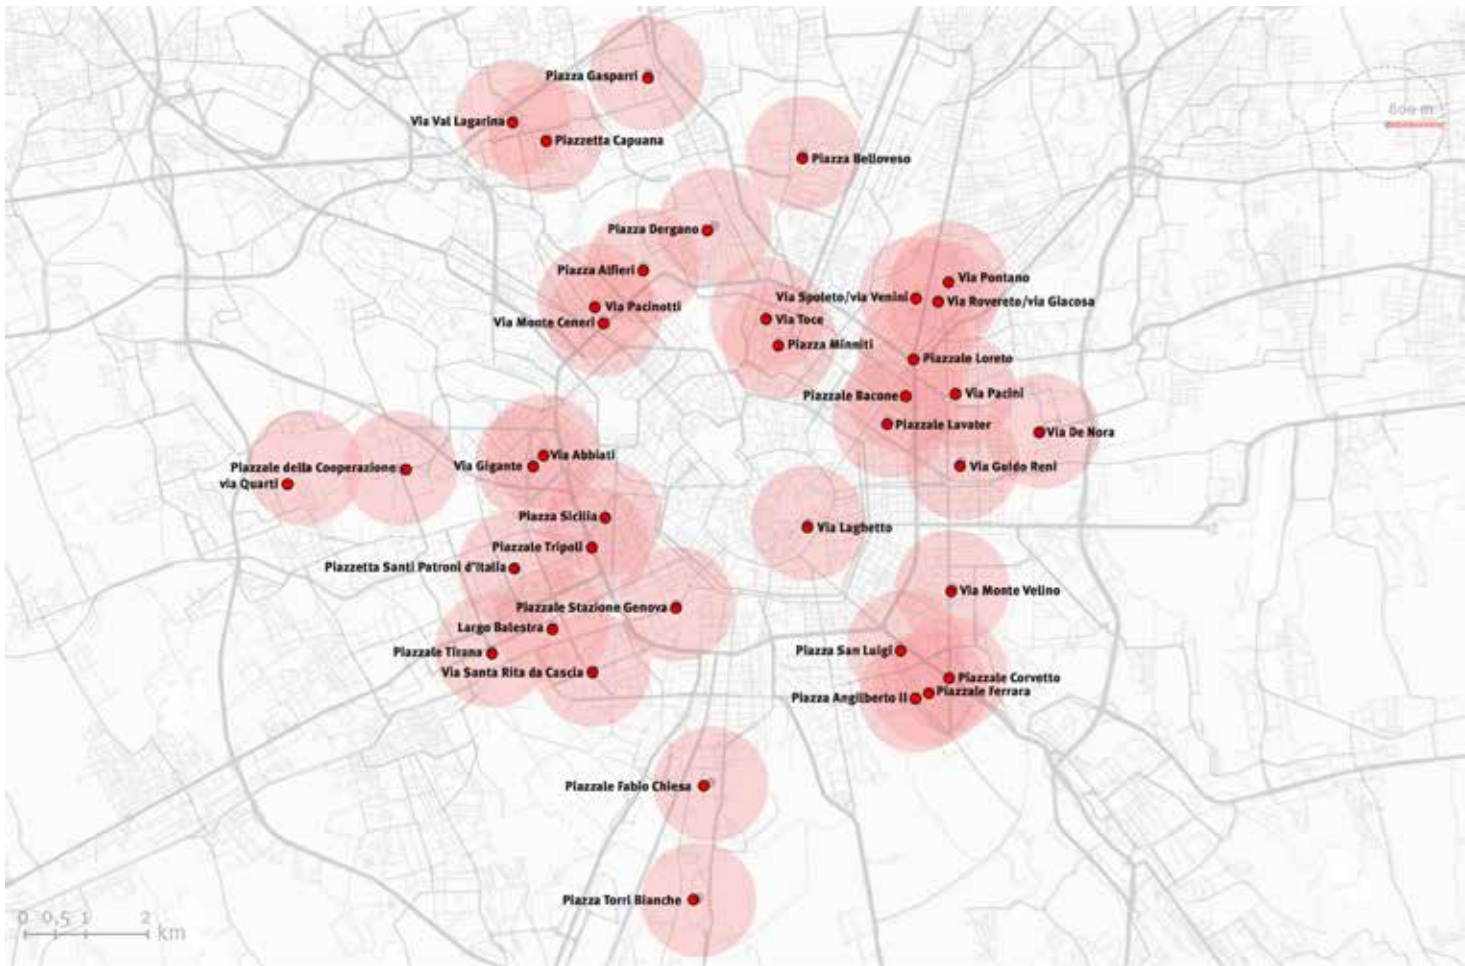 Piazza Gasparri
800 m
Via Val Lagarina
Piazzetta Capuana
Piazza Belloveso
Piazza Dergano
Piazza Alfieri
Via Pontano
Via Spoleto/via Venini
Via Rovereto/via Giacosa
Via Pacinotti
Via Toce
Via Monte Ceneri
Piazza Minniti
Piazzale Loreto
Piazzale Bacone
Via Pacini
Piazzale Lavater
Via De Nora
Via Abbiati
Via Gigante
Piazzale della Cooperazione
via Quarti
Via Guido Reni
Piazza Sicilia
Via Laghetto
Piazzale Tripoli
Piazzetta Santi Patroni d'Italia
Via Monte Velino
Piazzale Stazione Genova
Largo Balestra
Piazzale Tirana
Piazza San Luigi
Via Santa Rita da Cascia
Piazzale Corvetto
Piazzale Ferrara
Piazza Angilberto II
Piazzale Fabio Chiesa
Piazza Torri Bianche
0 0,5 1 2
km